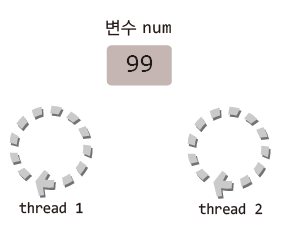 변수 num
99
thread 1
thread 2